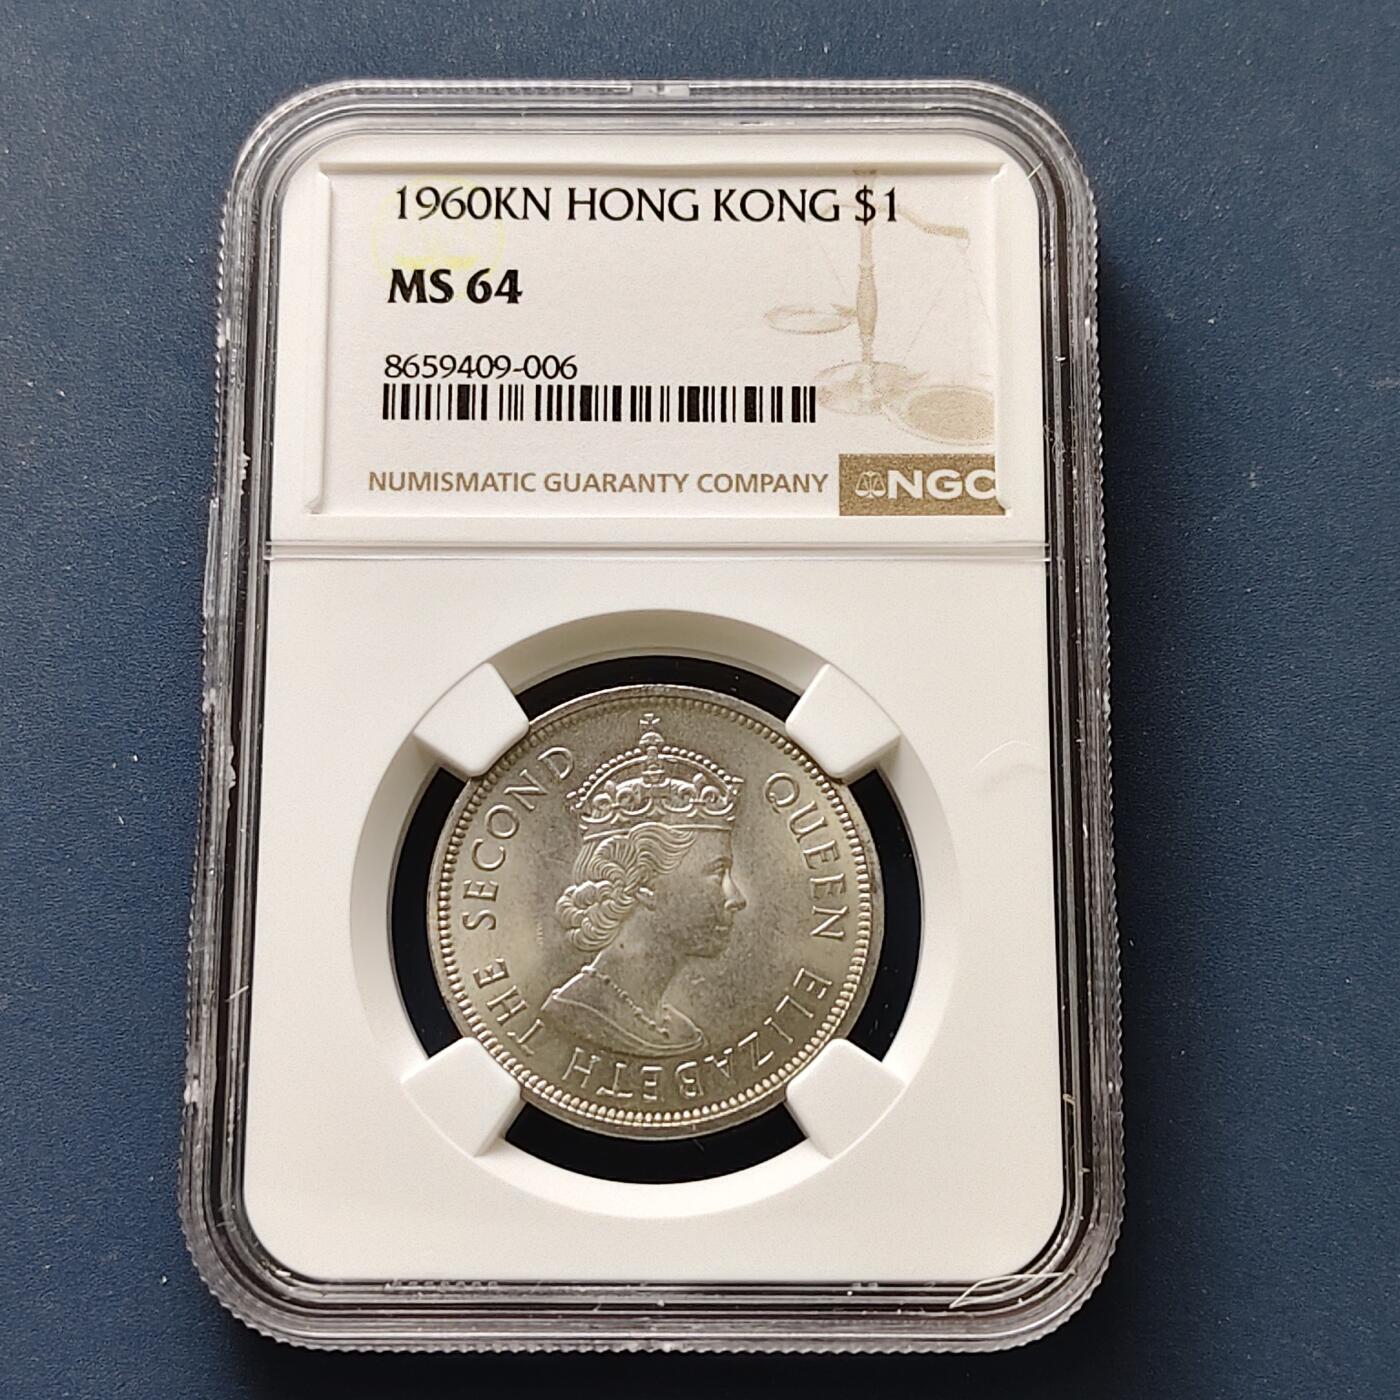 1960KN HONG KONG $1
MS 64
8659409-006
NUMISMATIC GUARANTY COMPANY NGC
QUEEN ELIZABETH THE SECOND